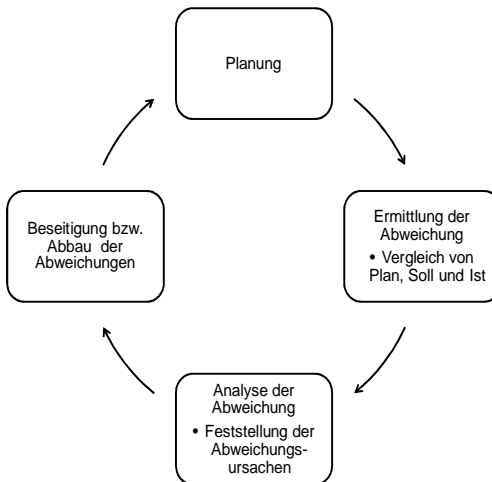 Planung
Ermittlung der
Abweichung
• Vergleich von
Plan, Soll und Ist
Analyse der
Abweichung
• Feststellung der
Abweichungs-
ursachen
Beseitigung bzw.
Abbau der
Abweichungen